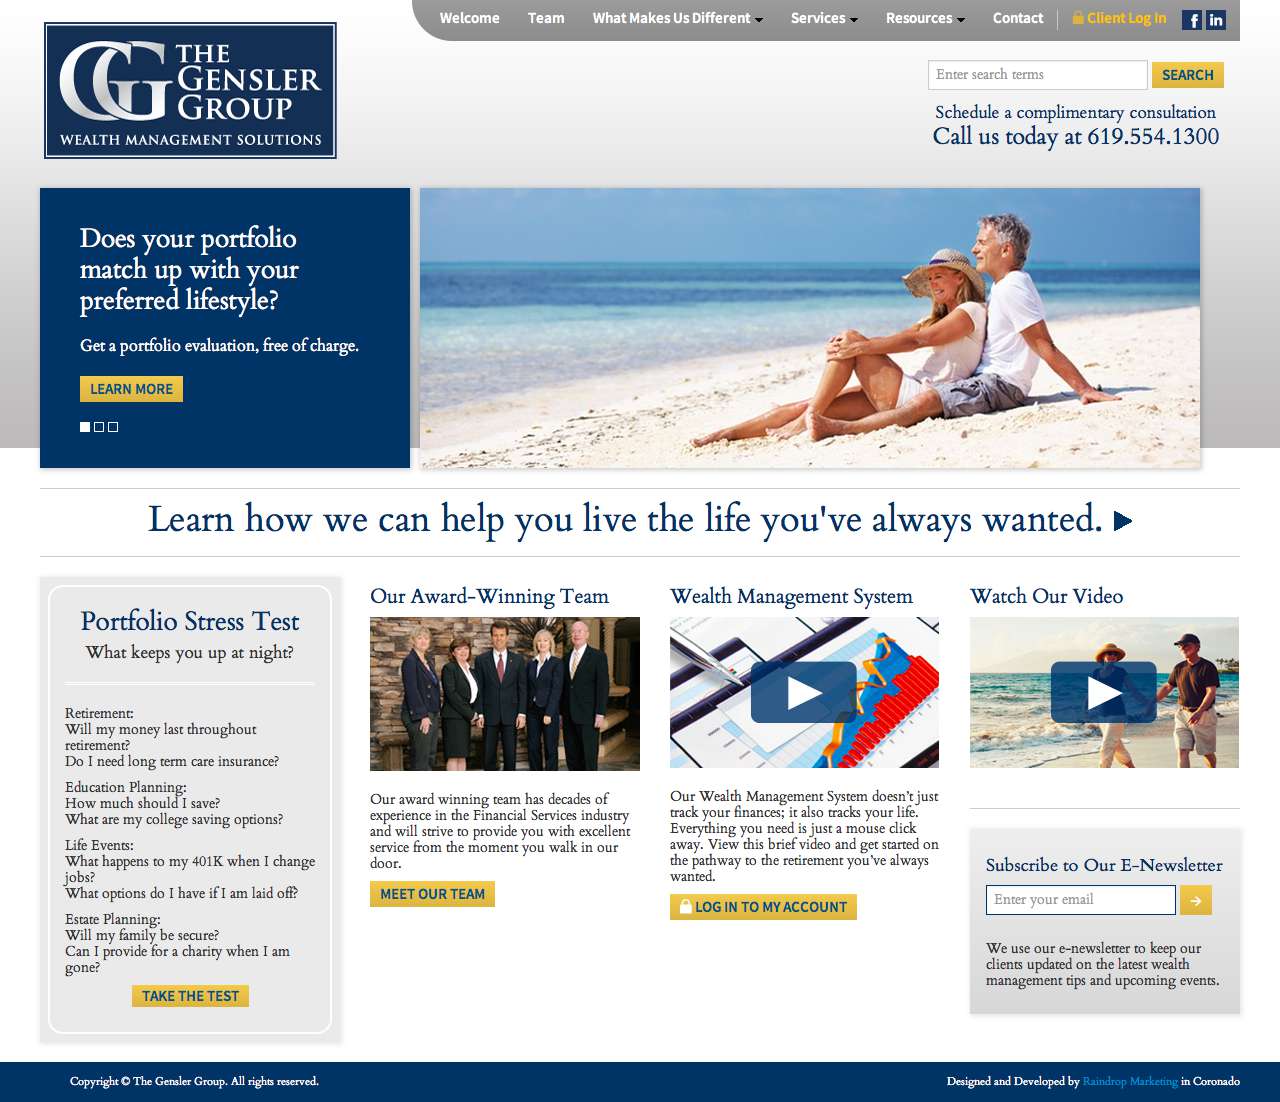 Welcome Team What Makes Us Different Services Resources Contact Client Log In f in
GG THE GENSLER GROUP
WEALTH MANAGEMENT SOLUTIONS
Enter search terms SEARCH
Schedule a complimentary consultation
Call us today at 619.554.1300
Does your portfolio
match up with your
preferred lifestyle?
Get a portfolio evaluation, free of charge.
LEARN MORE
Learn how we can help you live the life you've always wanted.
Portfolio Stress Test
What keeps you up at night?
Retirement:
Will my money last throughout
retirement?
Do I need long term care insurance?
Education Planning:
How much should I save?
What are my college saving options?
Life Events:
What happens to my 401K when I change
jobs?
What options do I have if I am laid off?
Estate Planning:
Will my family be secure?
Can I provide for a charity when I am
gone?
TAKE THE TEST
Our Award-Winning Team
Our award winning team has decades of
experience in the Financial Services industry
and will strive to provide you with excellent
service from the moment you walk in our
door.
MEET OUR TEAM
Wealth Management System
Our Wealth Management System doesn't just
track your finances; it also tracks your life.
Everything you need is just a mouse click
away. View this brief video and get started on
the pathway to the retirement you've always
wanted.
LOG IN TO MY ACCOUNT
Watch Our Video
Subscribe to Our E-Newsletter
Enter your email
We use our e-newsletter to keep our
clients updated on the latest wealth
management tips and upcoming events.
Copyright © The Gensler Group. All rights reserved.
Designed and Developed by Raindrop Marketing in Coronado